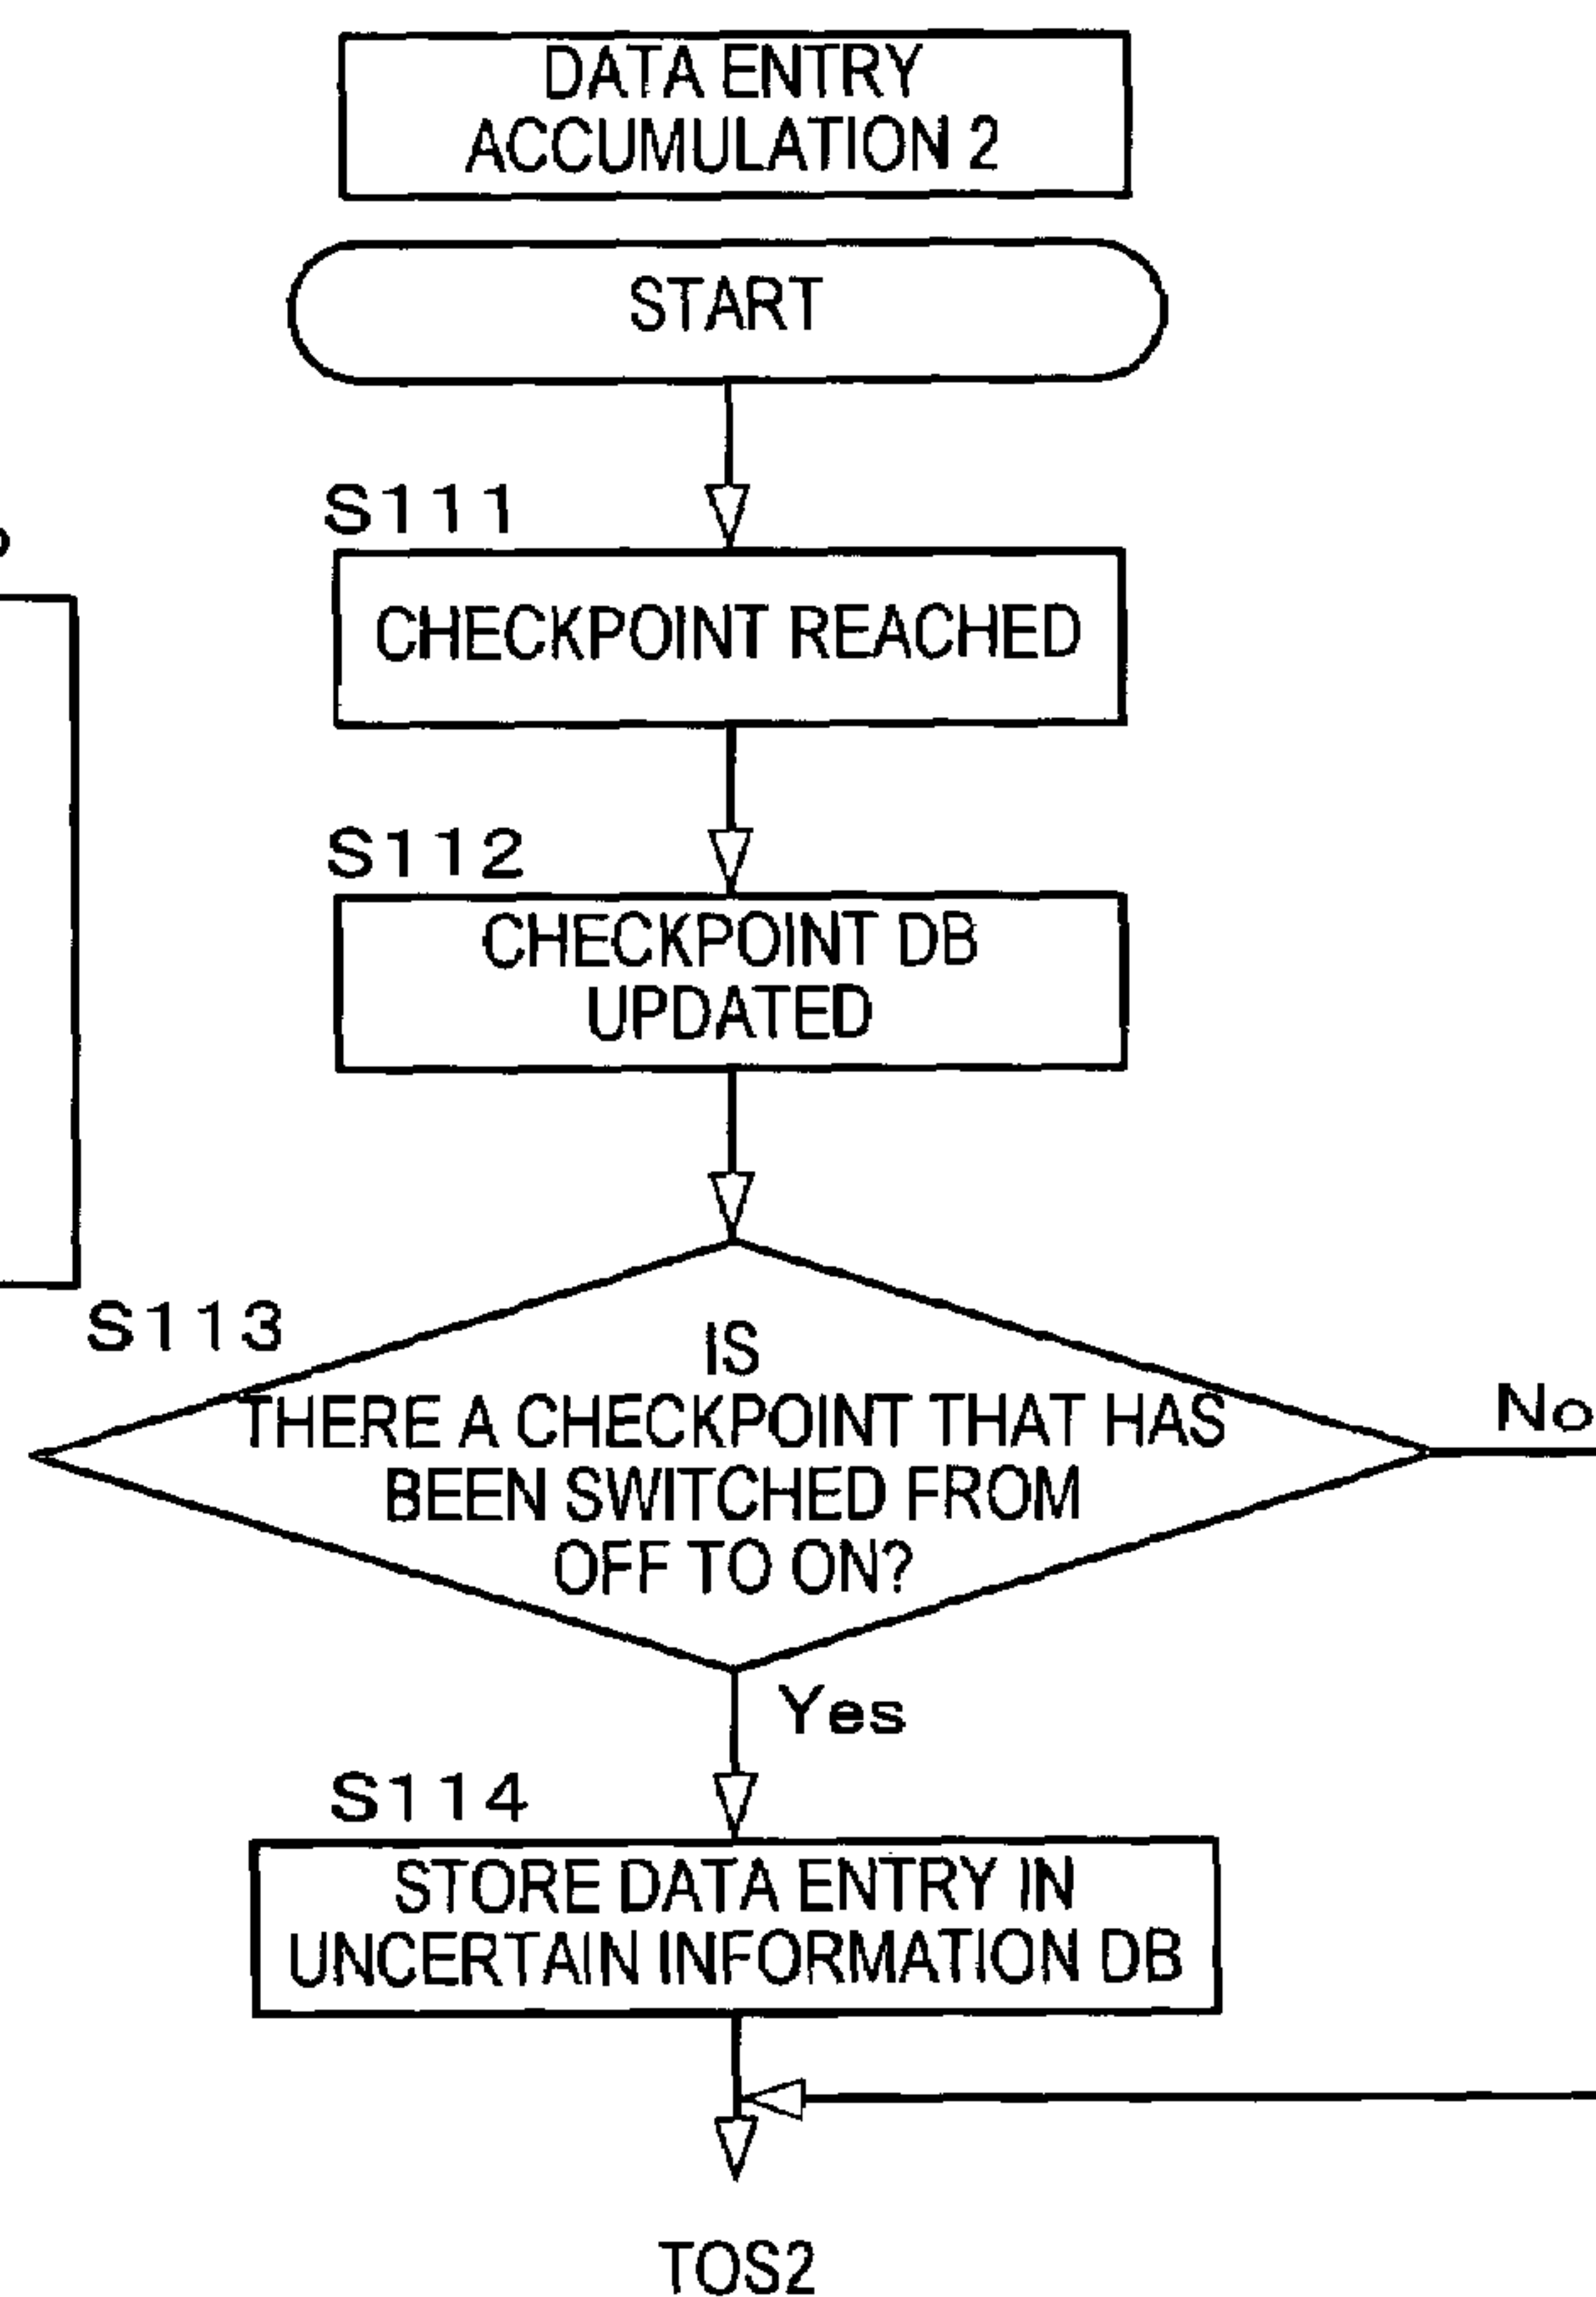 DATA ENTRY
ACCUMULATION 2
START
S111
CHECKPOINT REACHED
S112
CHECKPOINT DB
UPDATED
S113
IS
THERE A CHECKPOINT THAT HAS
BEEN SWITCHED FROM
OFF TO ON?
No
Yes
S114
STORE DATA ENTRY IN
UNCERTAIN INFORMATION DB
TOS2